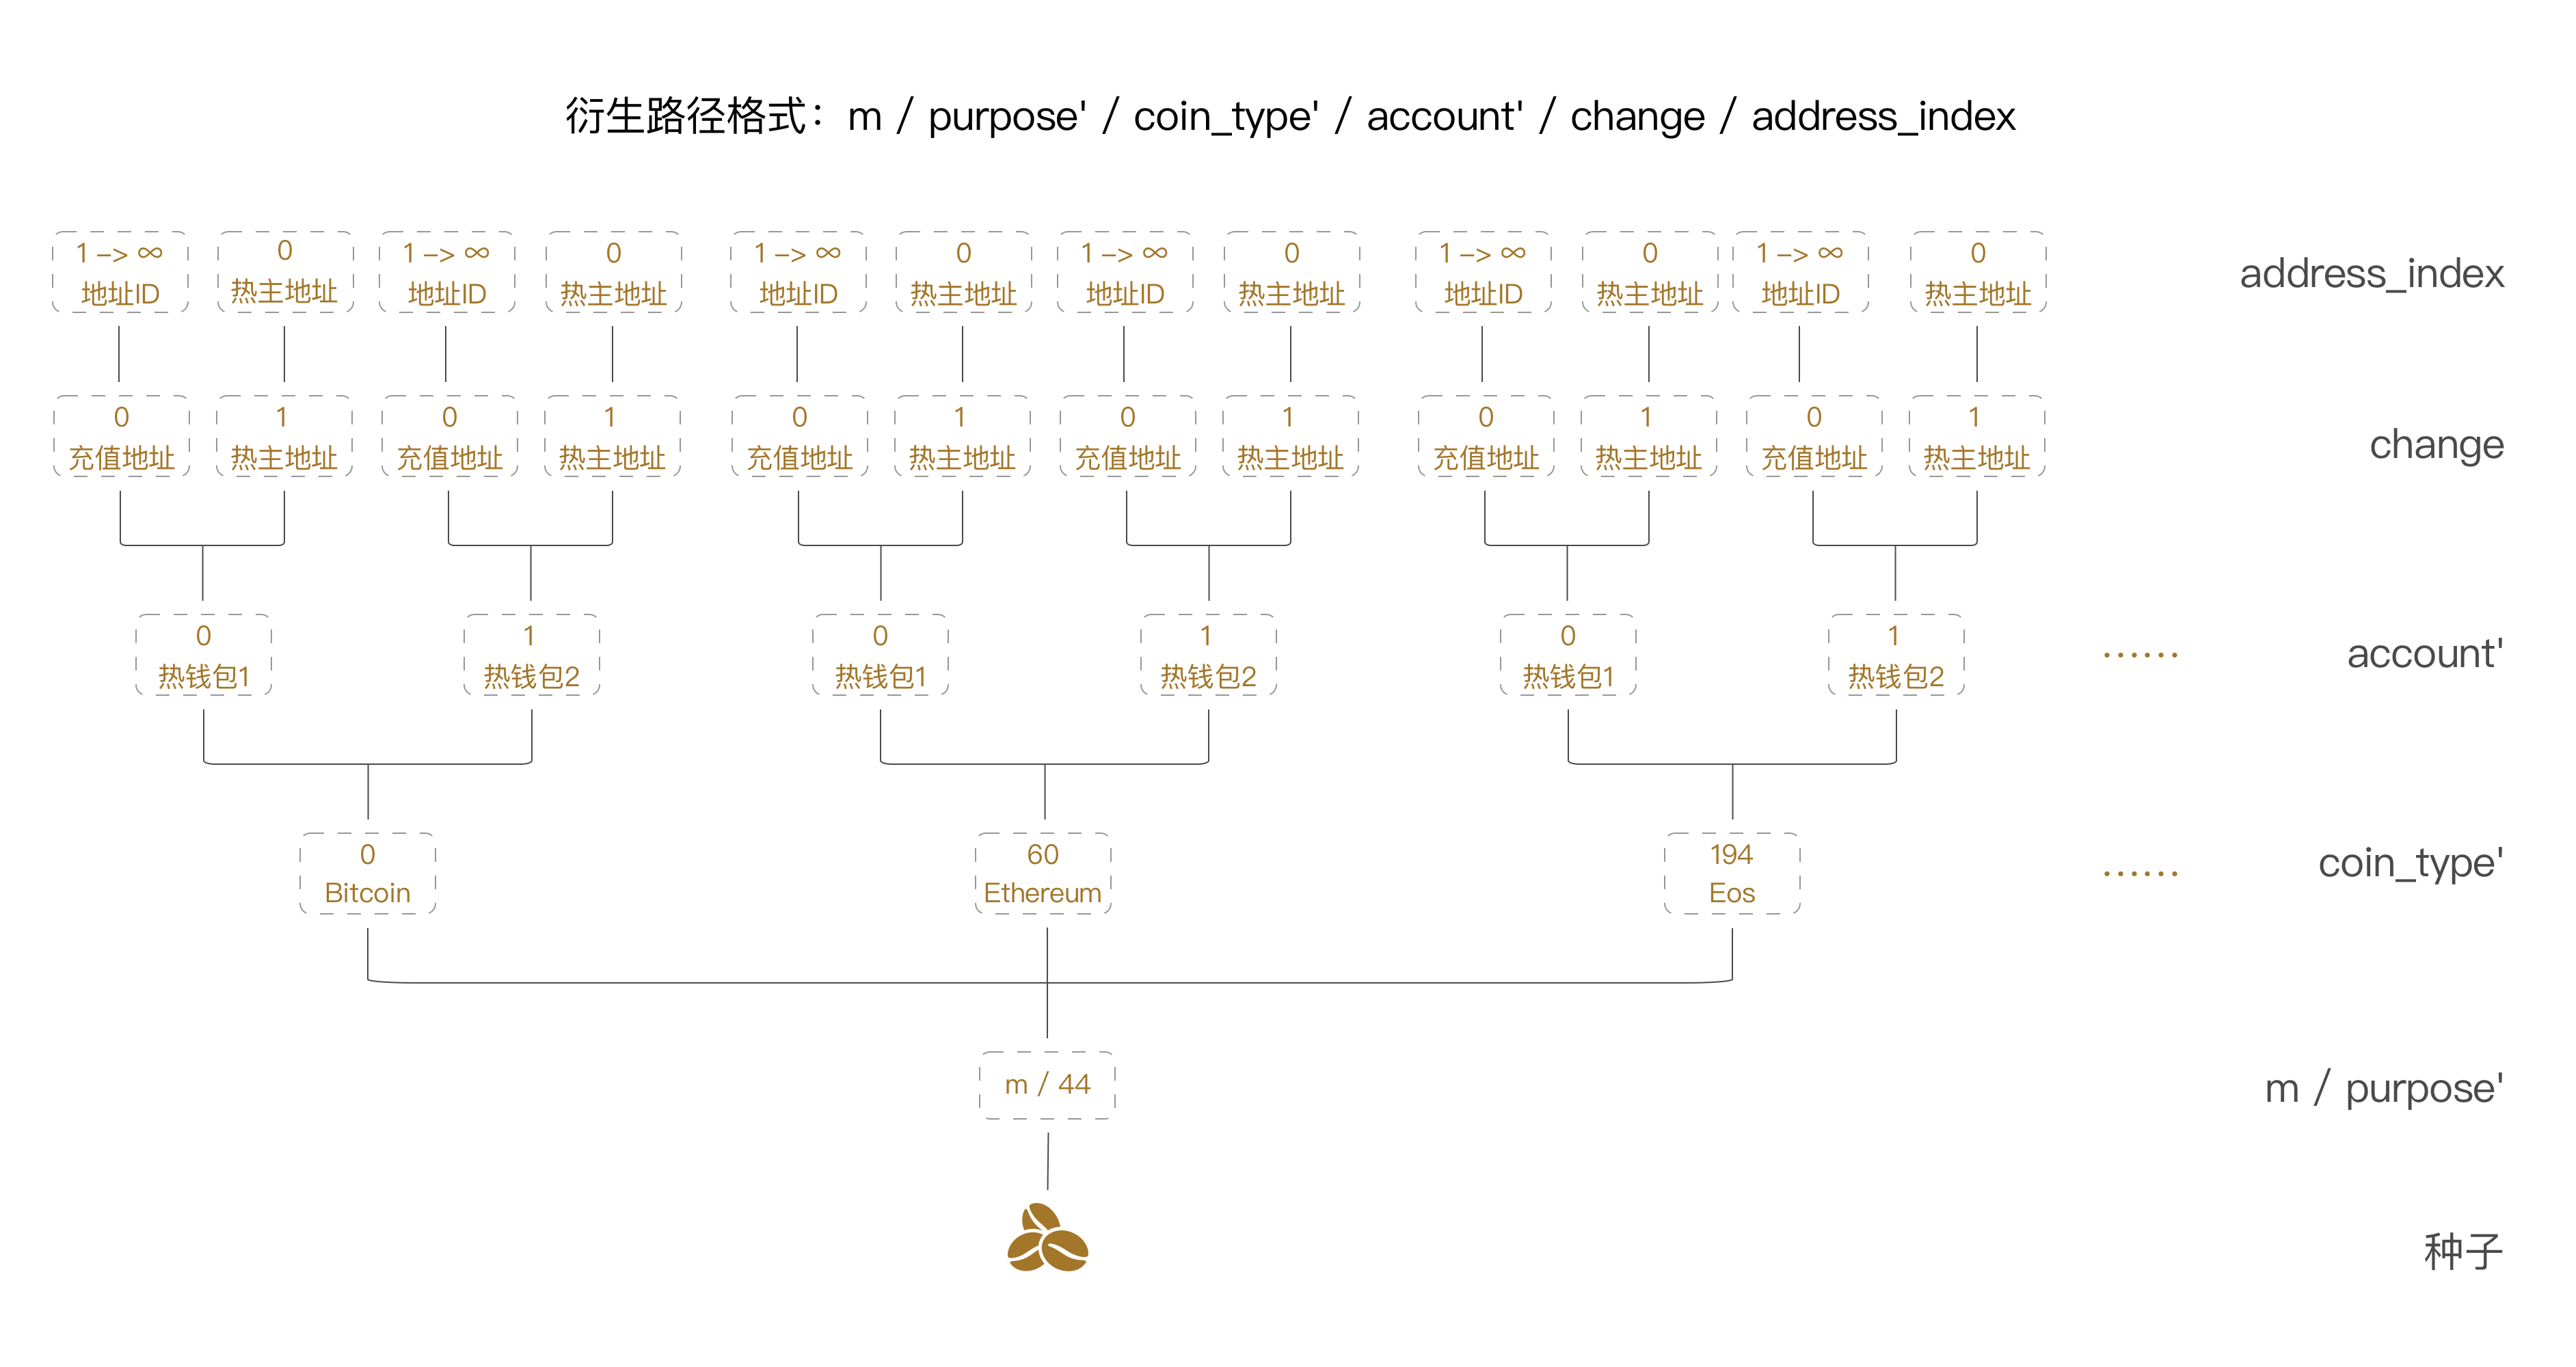 衍生路径格式：m / purpose' / coin_type' / account' / change / address_index
1 –> ∞ 0 1 –> ∞ 0 1 –> ∞ 0 1 –> ∞ 0 1 –> ∞ 0 1 –> ∞ 0
地址ID 热主地址 地址ID 热主地址 地址ID 热主地址 地址ID 热主地址 地址ID 热主地址 地址ID 热主地址
address_index
0 1 0 1 0 1 0 1 0 1 0 1
充值地址 热主地址 充值地址 热主地址 充值地址 热主地址 充值地址 热主地址 充值地址 热主地址 充值地址 热主地址
change
0 1 0 1 0 1
热钱包1 热钱包2 热钱包1 热钱包2 热钱包1 热钱包2
······ account'
0 60 194
Bitcoin Ethereum Eos
······ coin_type'
m / 44
m / purpose'
种子